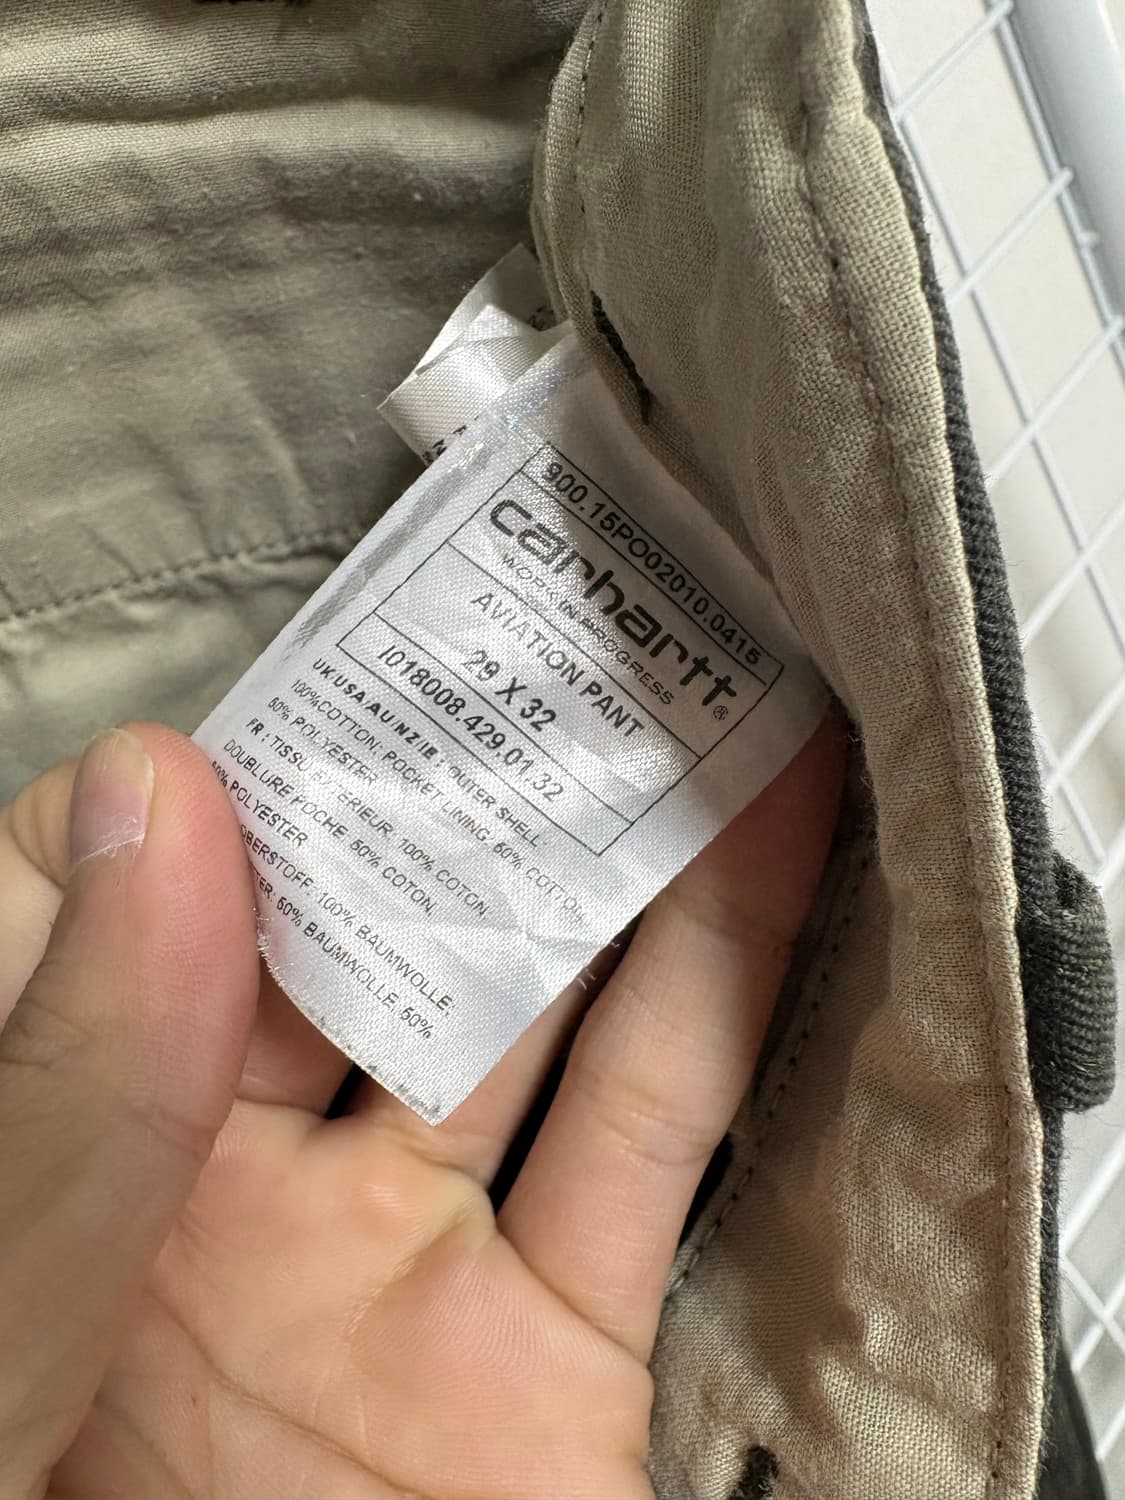 900.15PO02010.0415
carhartt®
WORK IN PROGRESS
AVIATION PANT
29 X 32
I018008.429.01.32
UK/USA/AU/NZ/IE : OUTER SHELL.
100%COTTON; POCKET LINING. 50% COTTON
50% POLYESTER
FR : TISSU EXTERIEUR. 100% COTON;
DOUBLURE POCHE. 50% COTON.
50% POLYESTER
OBERSTOFF. 100% BAUMWOLLE.
50% BAUMWOLLE. 50%